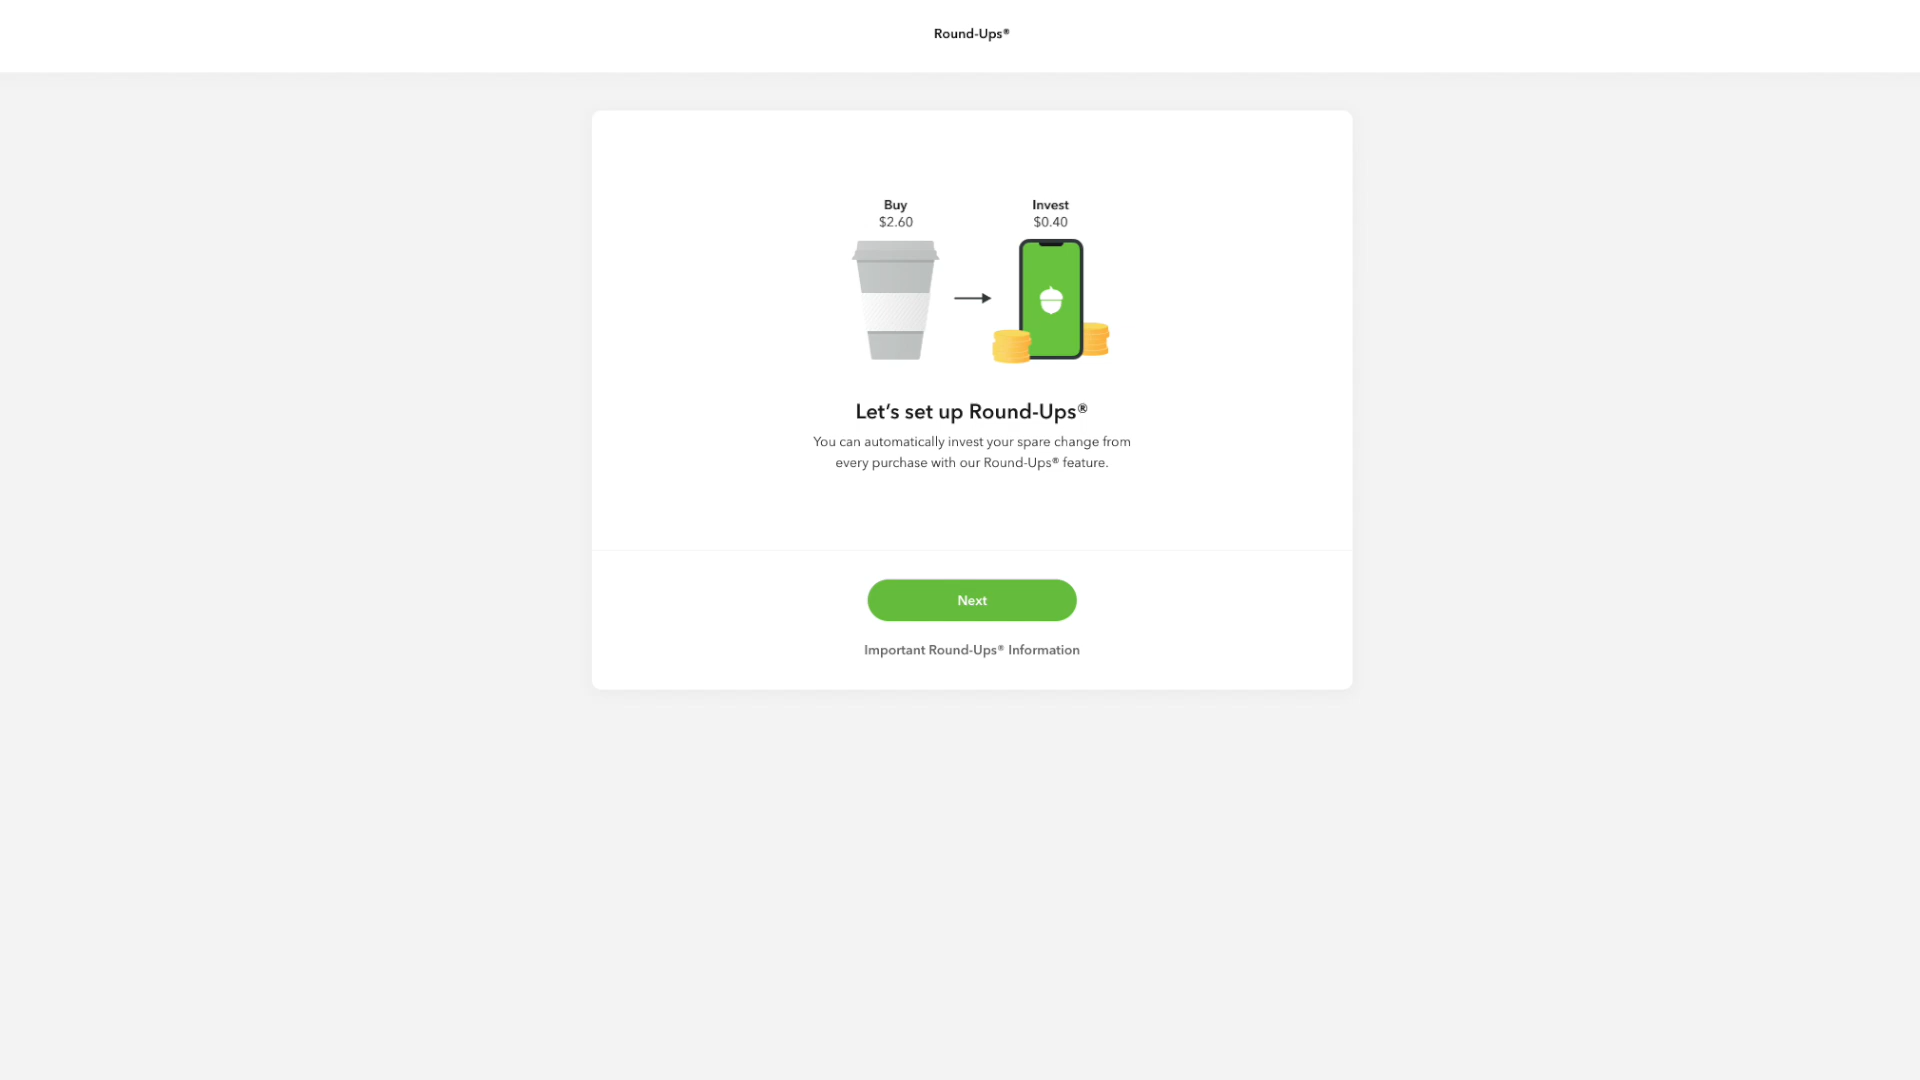 Round-Ups®
Buy
$2.60
Invest
$0.40
Let’s set up Round-Ups®
You can automatically invest your spare change from
every purchase with our Round-Ups® feature.
Next
Important Round-Ups® Information